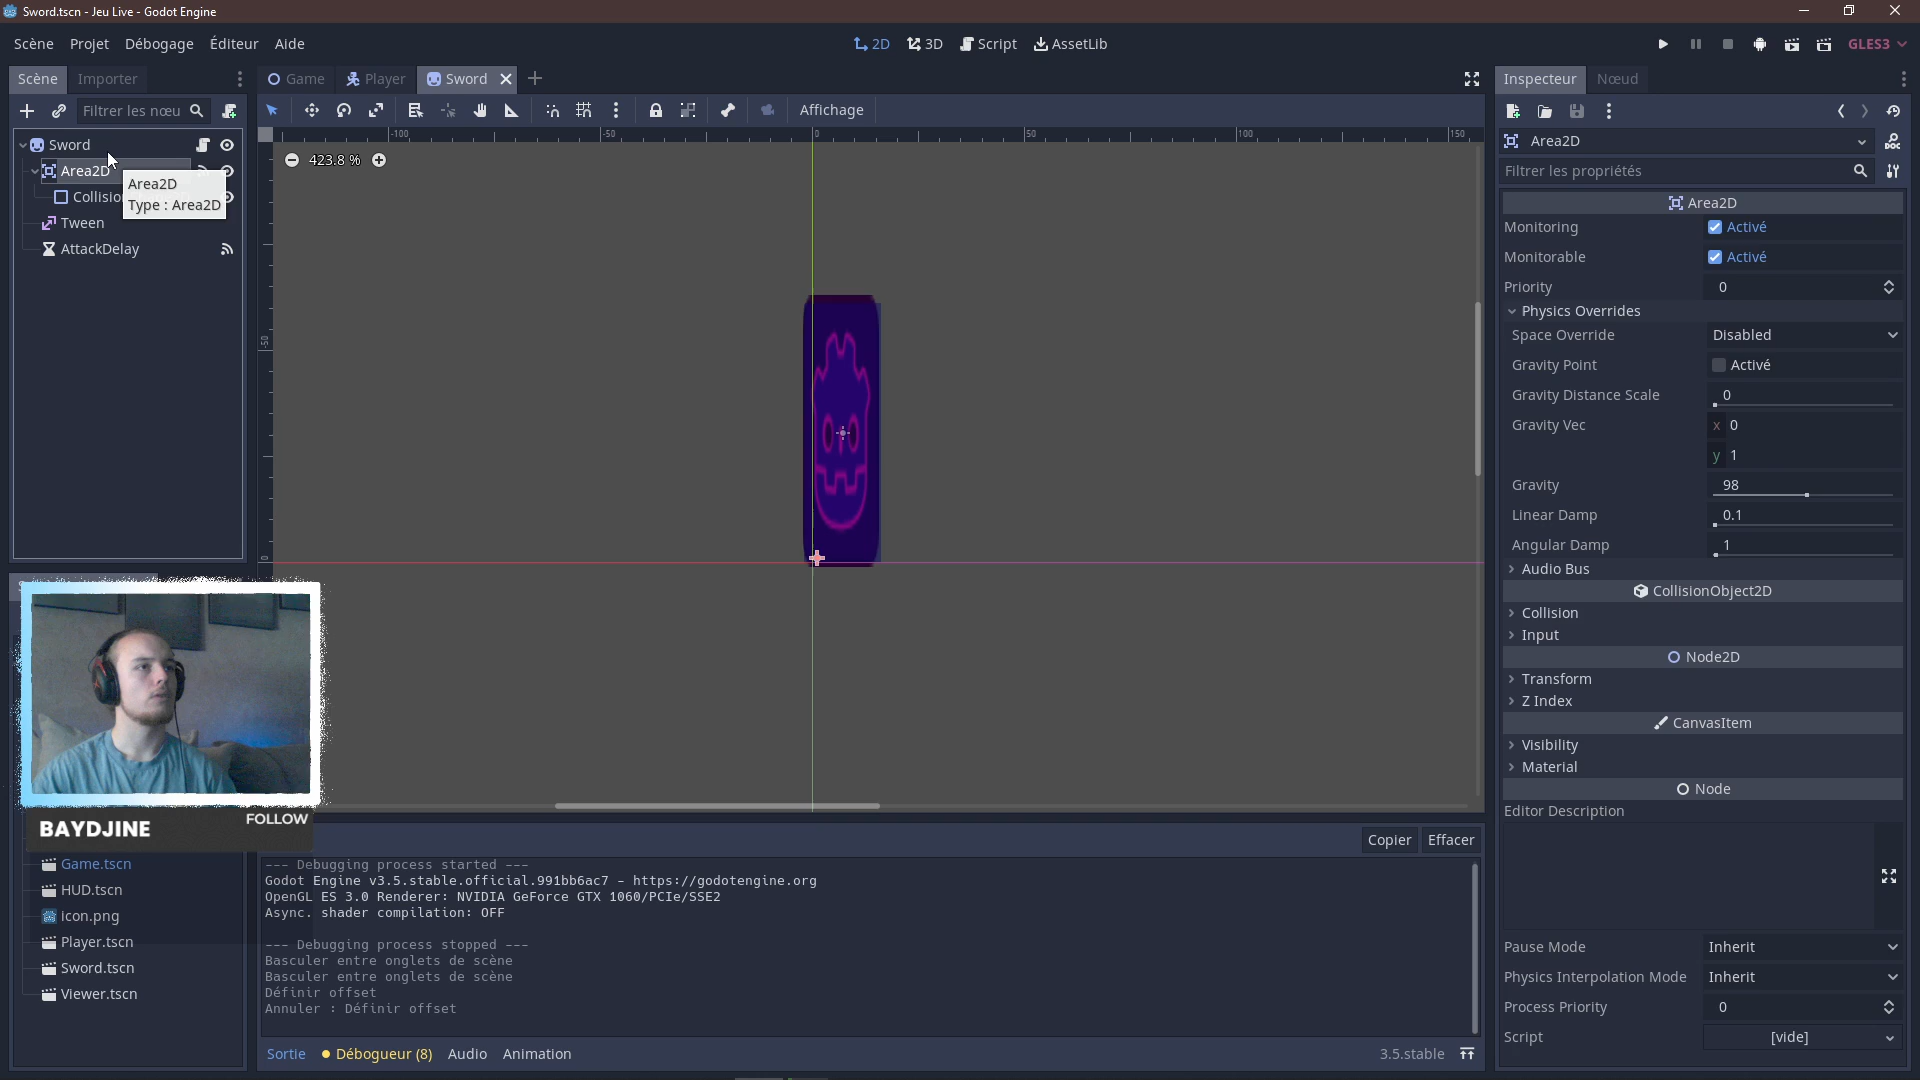 Sword.tscn - Jeu Live - Godot Engine
Scène Projet Débogage Éditeur Aide
2D 3D Script AssetLib
GLES3
Scène Importer
Game Player Sword
Inspecteur Nœud
Filtrer les nœu
Affichage
Area2D
Filtrer les propriétés
-100 -50 0 50 100 150
423.8 %
-50
0
Sword
Area2D
Collisio
Tween
AttackDelay
Area2D
Type : Area2D
Area2D
Monitoring Activé
Monitorable Activé
Priority 0
Physics Overrides
Space Override Disabled
Gravity Point Activé
Gravity Distance Scale 0
Gravity Vec x 0
y 1
Gravity 98
Linear Damp 0.1
Angular Damp 1
Audio Bus
CollisionObject2D
Collision
Input
Node2D
Transform
Z Index
CanvasItem
Visibility
Material
Node
Editor Description
Pause Mode Inherit
Physics Interpolation Mode Inherit
Process Priority 0
Script [vide]
BAYDJINE
FOLLOW
Game.tscn
HUD.tscn
icon.png
Player.tscn
Sword.tscn
Viewer.tscn
Copier Effacer
--- Debugging process started ---
Godot Engine v3.5.stable.official.991bb6ac7 - https://godotengine.org
OpenGL ES 3.0 Renderer: NVIDIA GeForce GTX 1060/PCIe/SSE2
Async. shader compilation: OFF
--- Debugging process stopped ---
Basculer entre onglets de scène
Basculer entre onglets de scène
Définir offset
Annuler : Définir offset
Sortie Débogueur (8) Audio Animation
3.5.stable